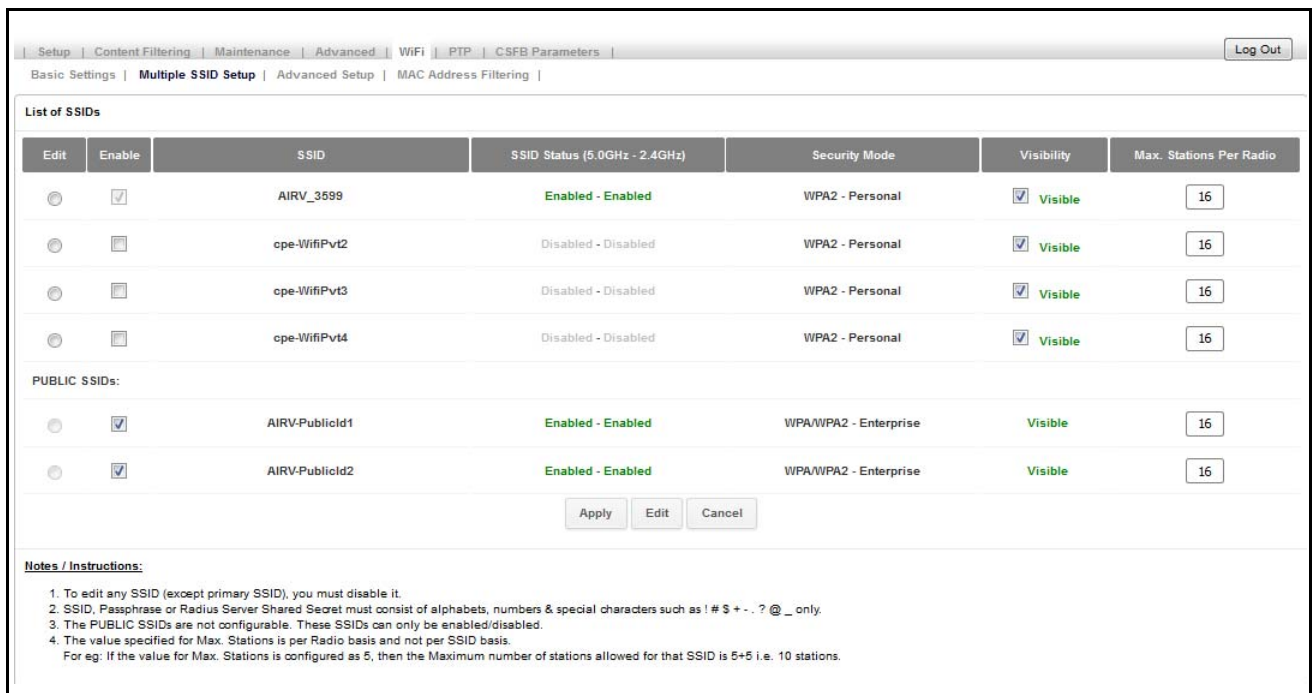 | Setup | Content Filtering | Maintenance | Advanced | WiFi | PTP | CSFB Parameters | Log Out
Basic Settings | Multiple SSID Setup | Advanced Setup | MAC Address Filtering |
List of SSIDs
Edit Enable SSID SSID Status (5.0GHz - 2.4GHz) Security Mode Visibility Max. Stations Per Radio
AIRV_3599 Enabled - Enabled WPA2 - Personal Visible 16
cpe-WifiPvt2 Disabled - Disabled WPA2 - Personal Visible 16
cpe-WifiPvt3 Disabled - Disabled WPA2 - Personal Visible 16
cpe-WifiPvt4 Disabled - Disabled WPA2 - Personal Visible 16
PUBLIC SSIDs:
AIRV-PublicId1 Enabled - Enabled WPA/WPA2 - Enterprise Visible 16
AIRV-PublicId2 Enabled - Enabled WPA/WPA2 - Enterprise Visible 16
Apply Edit Cancel
Notes / Instructions:
1. To edit any SSID (except primary SSID), you must disable it.
2. SSID, Passphrase or Radius Server Shared Secret must consist of alphabets, numbers & special characters such as ! # $ + - . ? @ _ only.
3. The PUBLIC SSIDs are not configurable. These SSIDs can only be enabled/disabled.
4. The value specified for Max. Stations is per Radio basis and not per SSID basis.
For eg: If the value for Max. Stations is configured as 5, then the Maximum number of stations allowed for that SSID is 5+5 i.e. 10 stations.